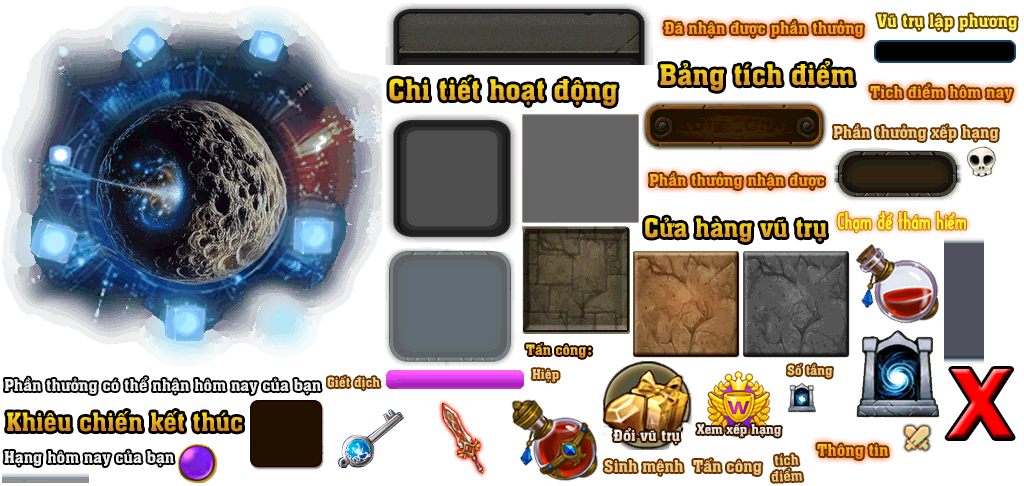 Đã nhận được phần thưởng
Vũ trụ lập phương
Chi tiết hoạt động
Bảng tích điểm
Tích điểm hôm nay
Phần thưởng xếp hạng
Phần thưởng nhận được
Cửa hàng vũ trụ
Chạm để thám hiểm
Tấn công:
Phần thưởng có thể nhận hôm nay của bạn
Giết địch
Hiệp
Số tầng
Khiêu chiến kết thúc
W
Đổi vũ trụ
Xem xếp hạng
Hạng hôm nay của bạn
Thông tin
Sinh mệnh
Tấn công
tích
điểm